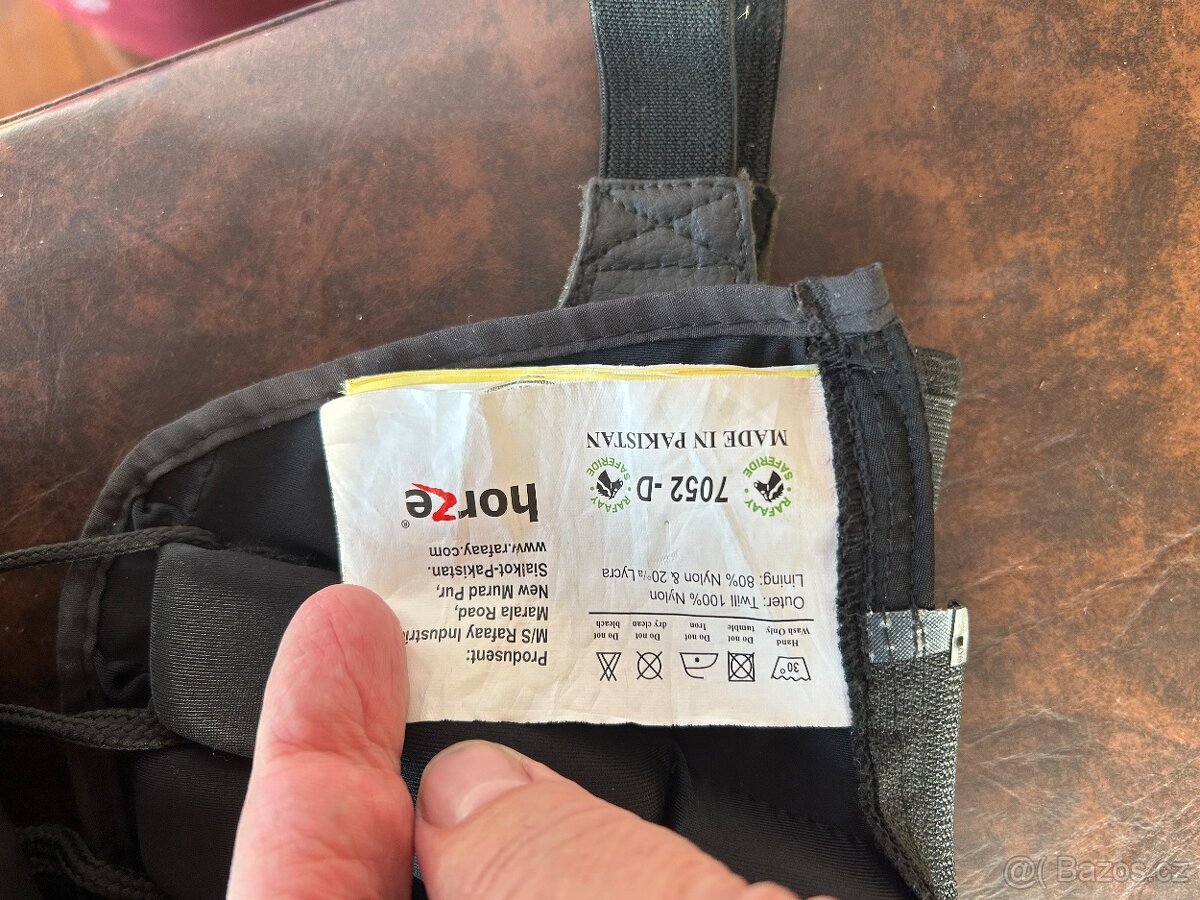 30°
Hand
Wash Only
Do not
tumble
Do not
Iron
Do not
dry clean
Do not
bleach
Outer: Twill 100% Nylon
Lining: 80% Nylon & 20% Lycra
RAFAAY
SAFERIDE
7052 -D
RAFAAY
SAFERIDE
MADE IN PAKISTAN
Produsent:
M/S Rafaay
Marala Road,
New Murad Pur,
Sialkot-Pakistan.
www.rafaay.com
horze®
@( Bazos.cz